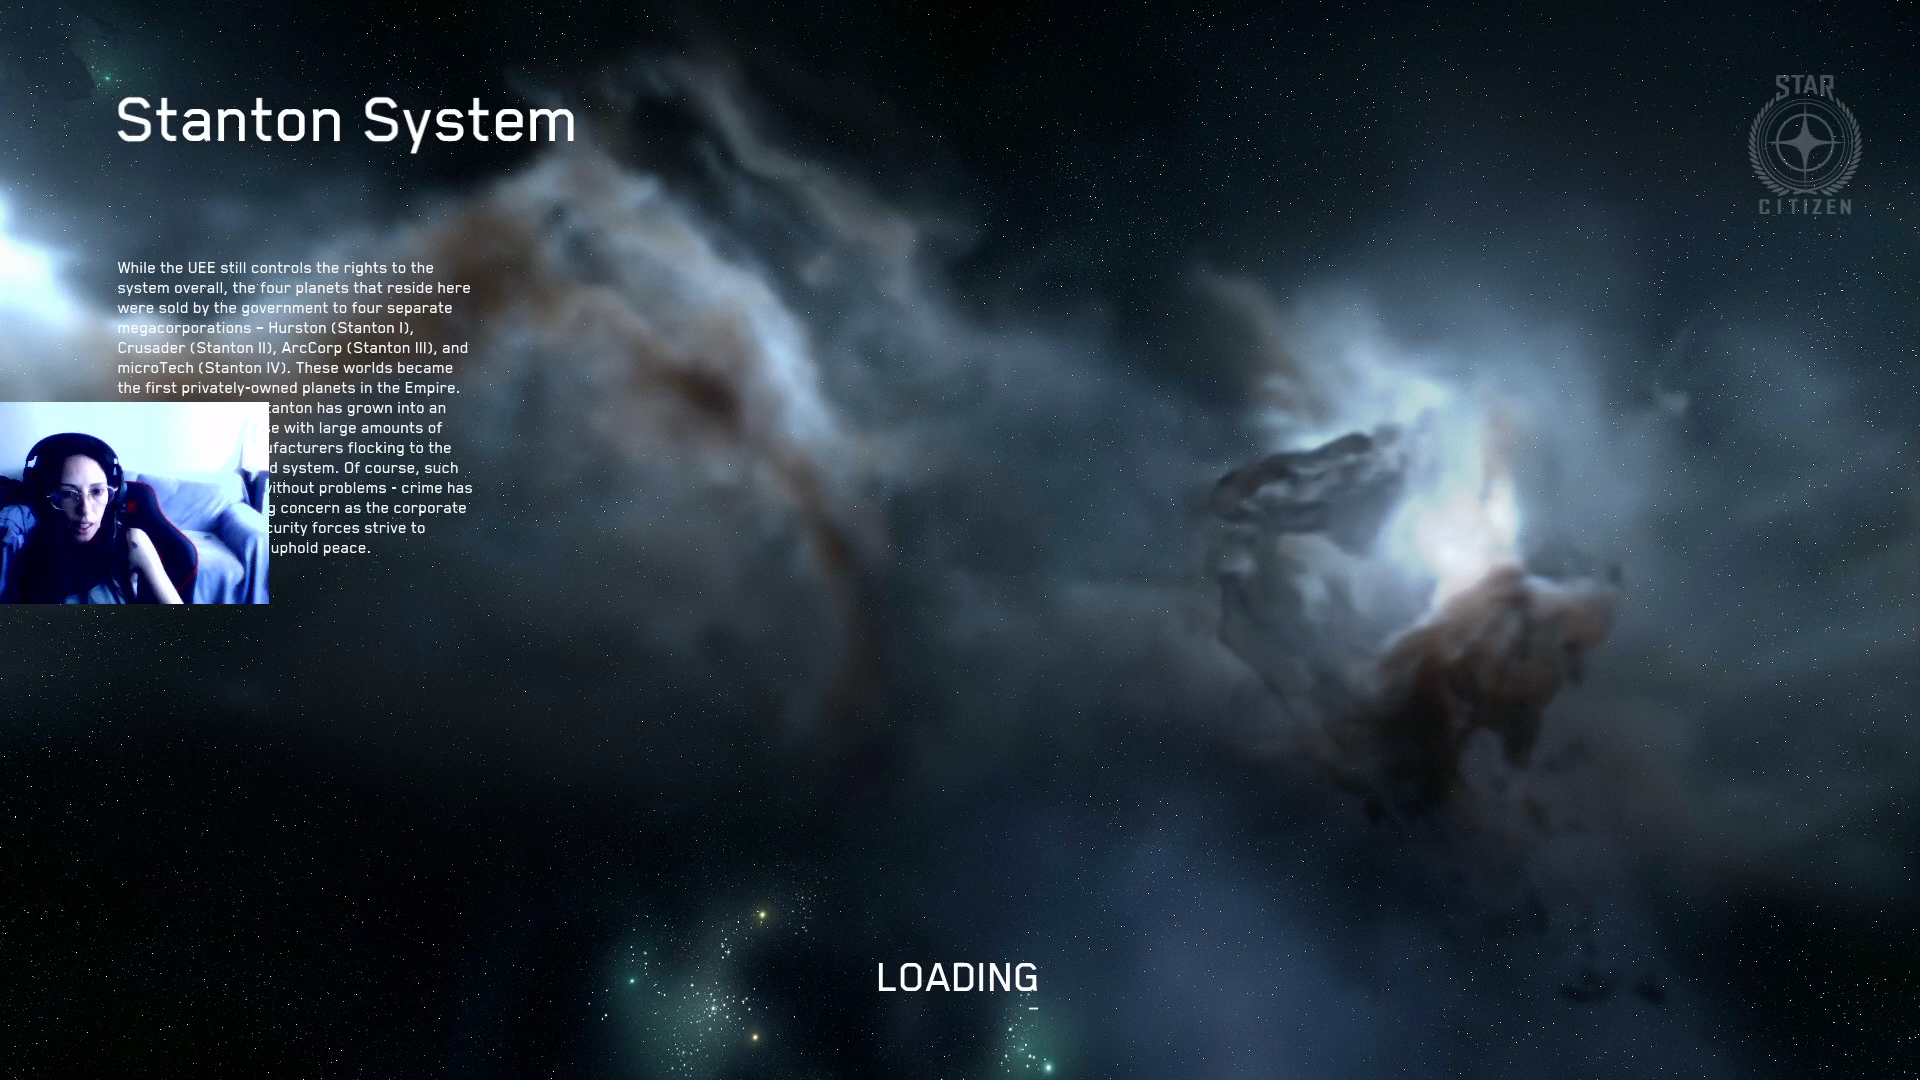 Stanton System
STAR
CITIZEN
While the UEE still controls the rights to the
system overall, the four planets that reside here
were sold by the government to four separate
megacorporations – Hurston (Stanton I),
Crusader (Stanton II), ArcCorp (Stanton III), and
microTech (Stanton IV). These worlds became
the first privately-owned planets in the Empire.
has grown into an
with large amounts of
flocking to the
system. Of course, such
problems - crime has
concern as the corporate
forces strive to
uphold peace.
LOADING